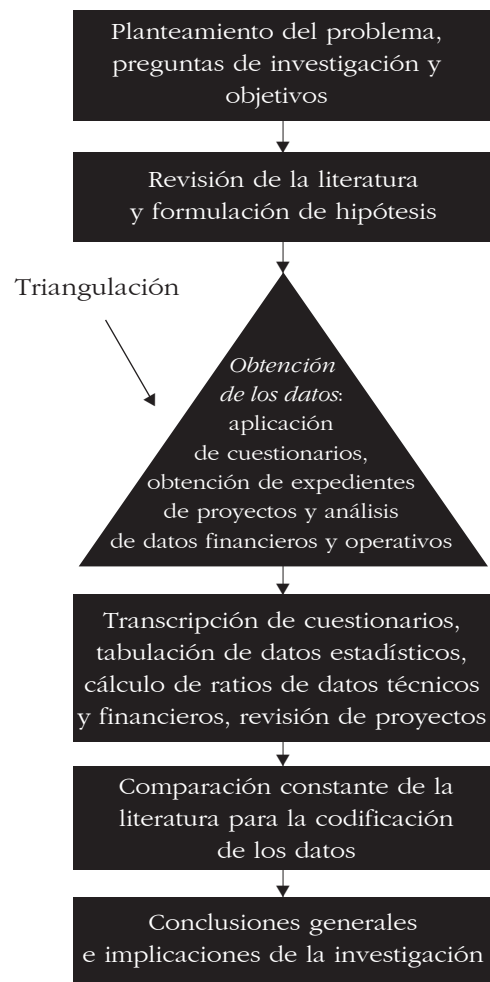 Planteamiento del problema,
preguntas de investigación y
objetivos
Revisión de la literatura
y formulación de hipótesis
Triangulación
Obtención
de los datos:
aplicación
de cuestionarios,
obtención de expedientes
de proyectos y análisis
de datos financieros y operativos
Transcripción de cuestionarios,
tabulación de datos estadísticos,
cálculo de ratios de datos técnicos
y financieros, revisión de proyectos
Comparación constante de la
literatura para la codificación
de los datos
Conclusiones generales
e implicaciones de la investigación